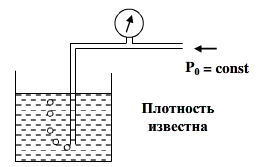 P₀ = const
Плотность
известна